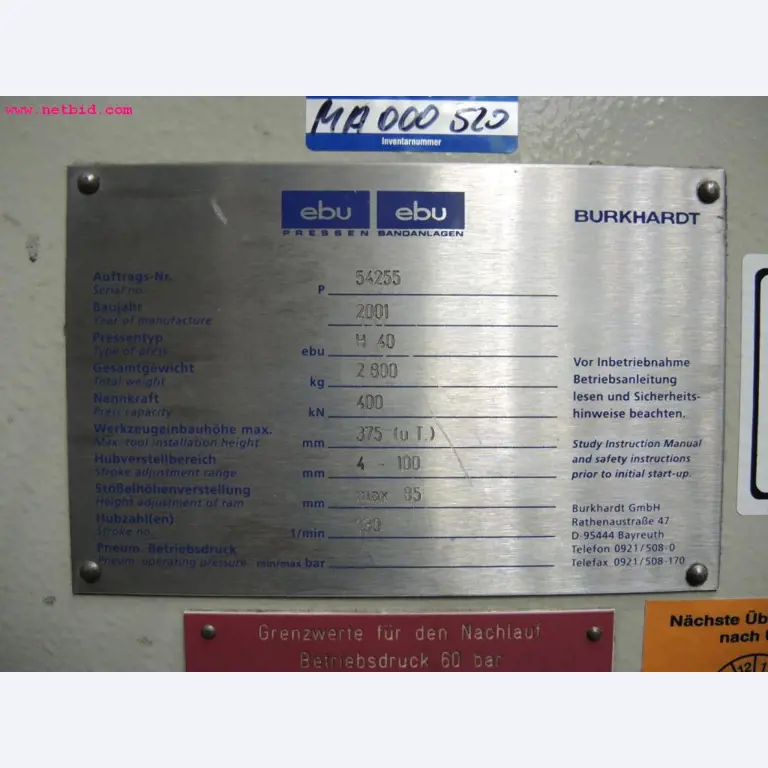 www.netbid.com
MA 000 520
Inventarnummer
ebu ebu
PRESSEN BANDANLAGEN
BURKHARDT
Auftrags-Nr.
Serial no. P 54255
Baujahr
Year of manufacture 2001
Pressentyp
Type of press ebu H 40
Gesamtgewicht
Total weight kg 2 800
Nennkraft
Press capacity kN 400
Werkzeugeinbauhöhe max.
Max. tool installation height mm 375 (u.T.)
Hubverstellbereich
Stroke adjustment range mm 4 - 100
Stößelhöhenverstellung
Height adjustment of ram mm max 85
Hubzahl(en)
Stroke no. 1/min
Pneum. Betriebsdruck
Pneum. operating pressure min/max bar
Vor Inbetriebnahme
Betriebsanleitung
lesen und Sicherheits-
hinweise beachten.
Study Instruction Manual
and safety instructions
prior to initial start-up.
Burkhardt GmbH
Rathenaustraße 47
D-95444 Bayreuth
Telefon 0921/508-0
Telefax 0921/508-170
Grenzwerte für den Nachlauf
Betriebsdruck 60 bar
Nächste Üb
nach
12